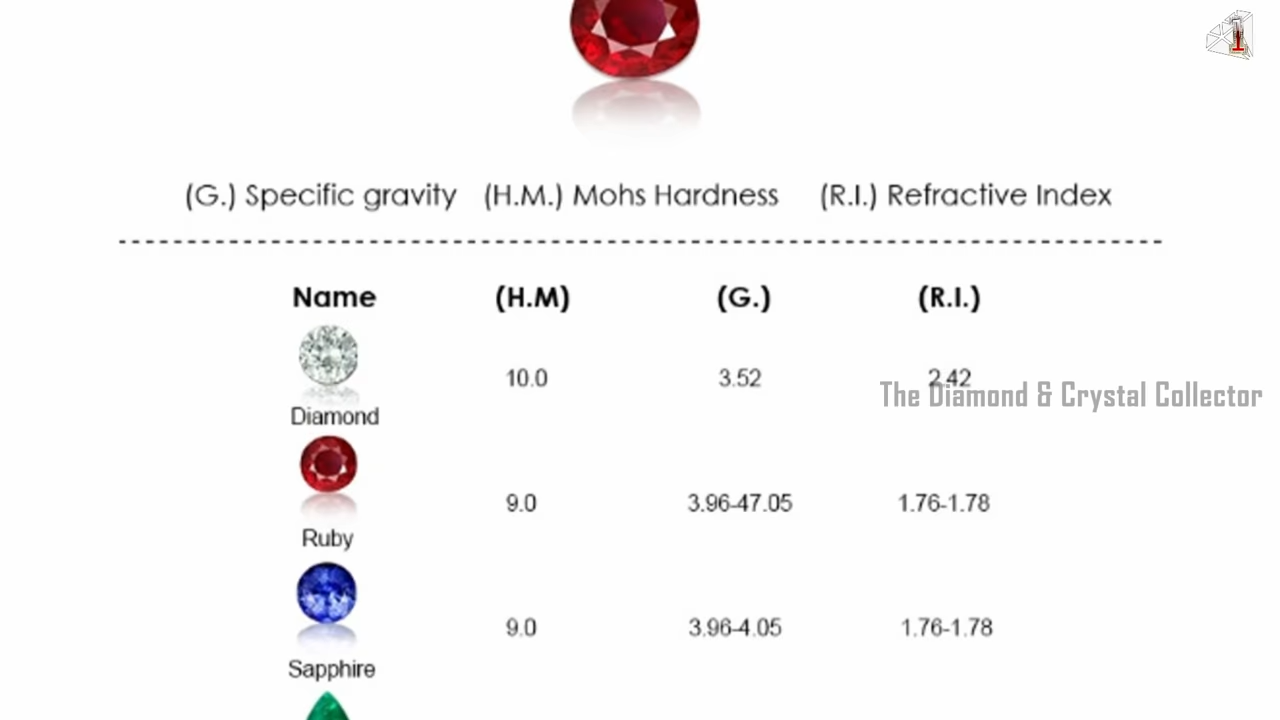 (G.) Specific gravity (H.M.) Mohs Hardness (R.I.) Refractive Index
Name (H.M) (G.) (R.I.)
10.0 3.52 2.42
The Diamond & Crystal Collector
Diamond
9.0 3.96-47.05 1.76-1.78
Ruby
9.0 3.96-4.05 1.76-1.78
Sapphire